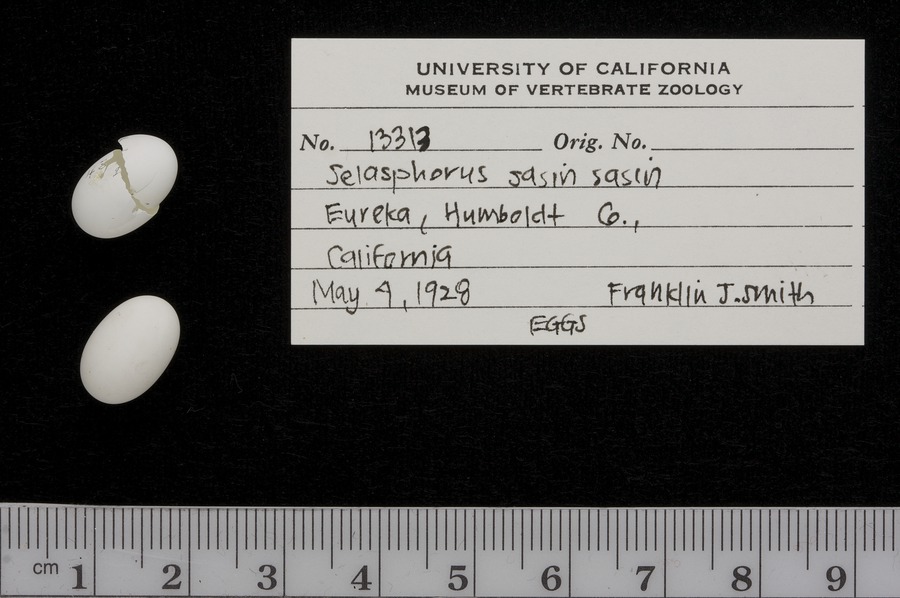 UNIVERSITY OF CALIFORNIA
MUSEUM OF VERTEBRATE ZOOLOGY
No. 13313 Orig. No.
Selasphorus sasin sasin
Eureka, Humboldt Co.,
California
May 4, 1928 Franklin J. Smith
EGGS
cm 1 2 3 4 5 6 7 8 9